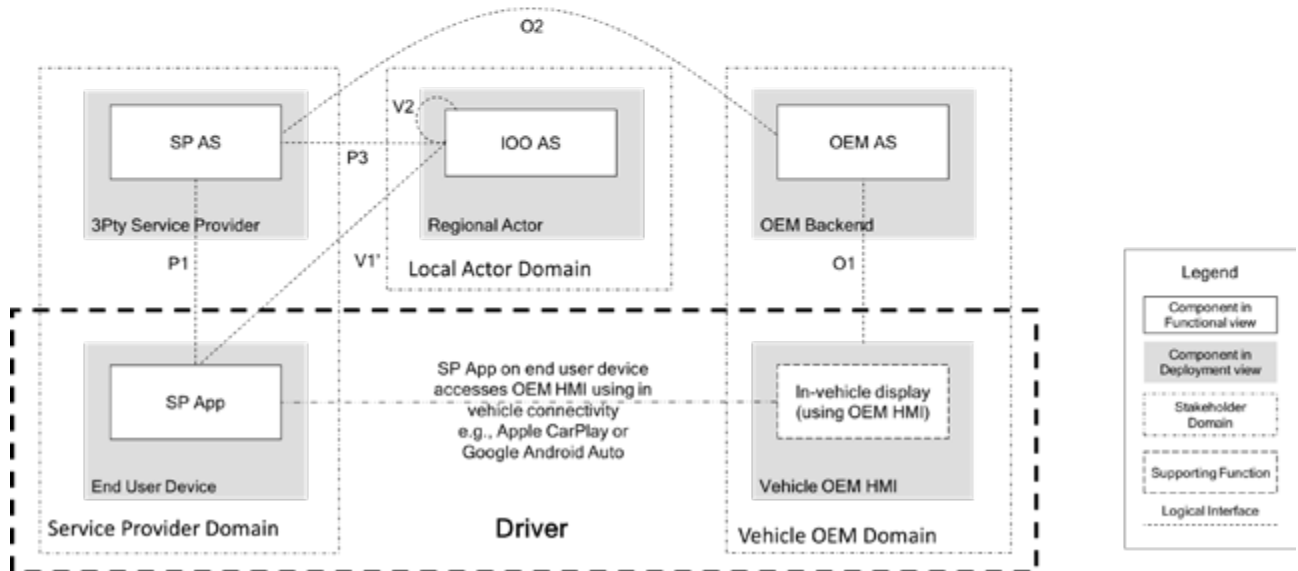 O2
V2
SP AS
IOO AS
OEM AS
P3
3Pty Service Provider
Regional Actor
OEM Backend
P1
V1'
Local Actor Domain
O1
SP App on end user device
accesses OEM HMI using in
vehicle connectivity
e.g., Apple CarPlay or
Google Android Auto
SP App
In-vehicle display
(using OEM HMI)
End User Device
Vehicle OEM HMI
Service Provider Domain
Driver
Vehicle OEM Domain
Legend
Component in
Functional view
Component in
Deployment view
Stakeholder
Domain
Supporting Function
Logical Interface